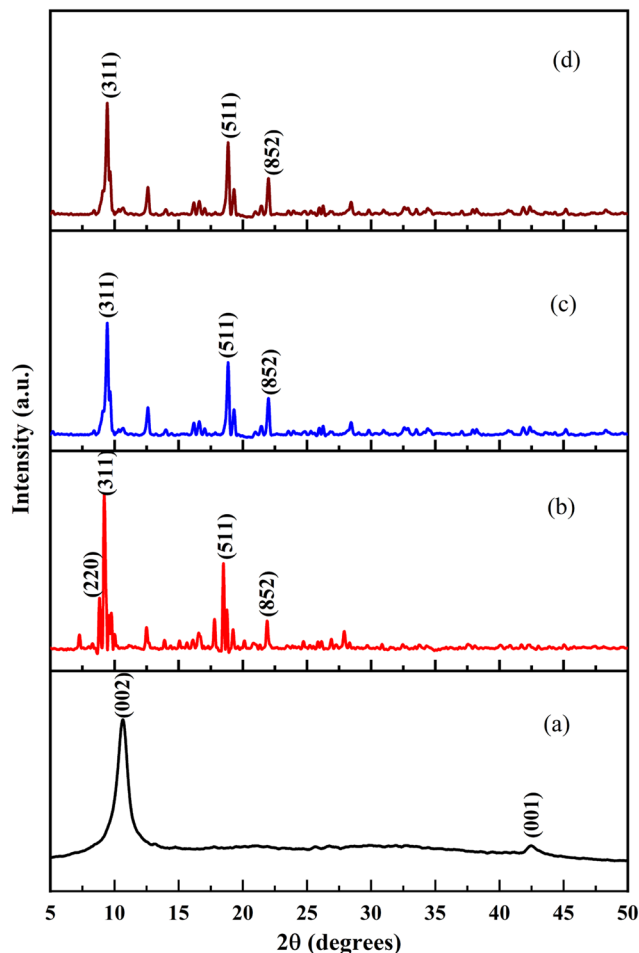 (d)
(311)
(511)
(852)
(c)
(311)
(511)
(852)
(b)
(220)
(311)
(511)
(852)
(a)
(002)
(001)
Intensity (a.u.)
5 10 15 20 25 30 35 40 45 50
2θ (degrees)